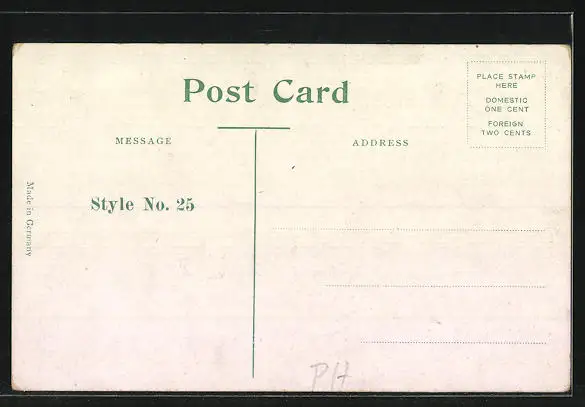 Post Card
PLACE STAMP
HERE
DOMESTIC
ONE CENT
FOREIGN
TWO CENTS
MESSAGE
ADDRESS
Style No. 25
Made in Germany
PH